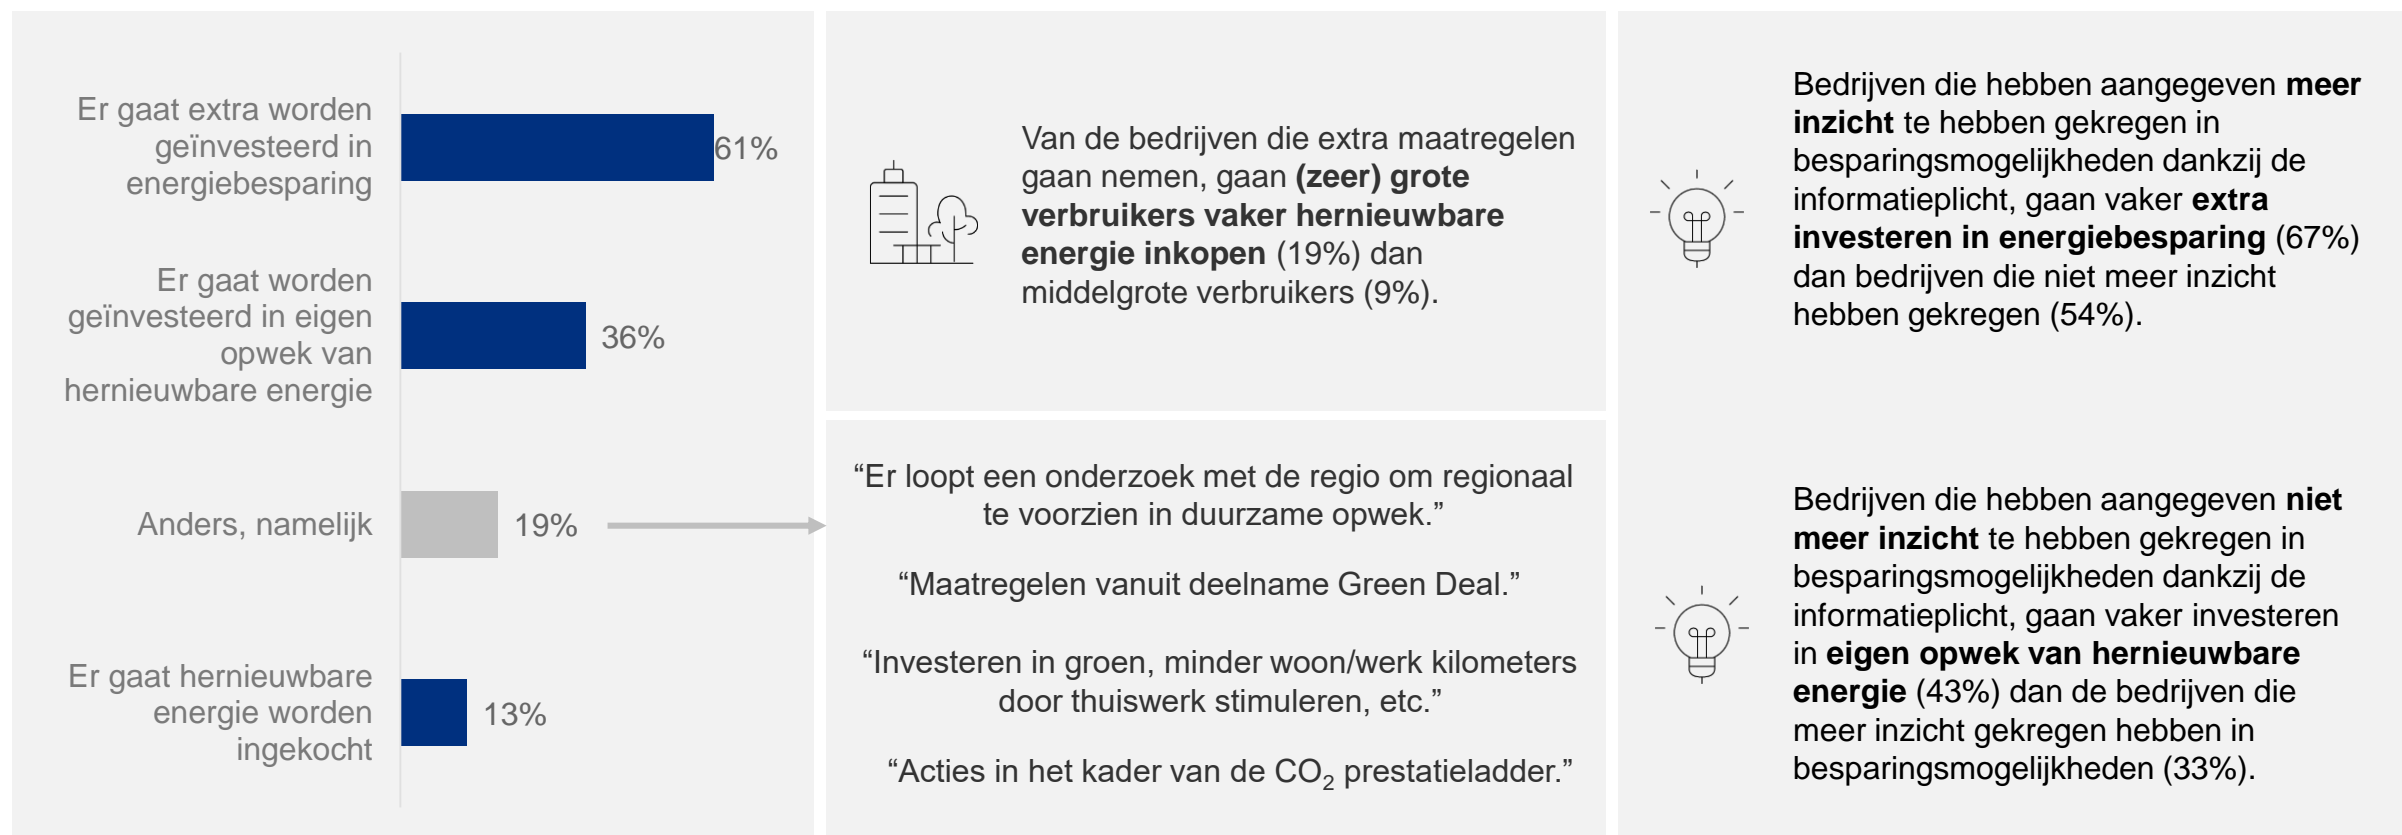 Er gaat extra worden
geïnvesteerd in
energiebesparing
61%
Er gaat worden
geïnvesteerd in eigen
opwek van
hernieuwbare energie
36%
Anders, namelijk
19%
Er gaat hernieuwbare
energie worden
ingekocht
13%
Van de bedrijven die extra maatregelen
gaan nemen, gaan (zeer) grote
verbruikers vaker hernieuwbare
energie inkopen (19%) dan
middelgrote verbruikers (9%).
“Er loopt een onderzoek met de regio om regionaal
te voorzien in duurzame opwek.”
“Maatregelen vanuit deelname Green Deal.”
“Investeren in groen, minder woon/werk kilometers
door thuiswerk stimuleren, etc.”
“Acties in het kader van de CO₂ prestatieladder.”
Bedrijven die hebben aangegeven meer
inzicht te hebben gekregen in
besparingsmogelijkheden dankzij de
informatieplicht, gaan vaker extra
investeren in energiebesparing (67%)
dan bedrijven die niet meer inzicht
hebben gekregen (54%).
Bedrijven die hebben aangegeven niet
meer inzicht te hebben gekregen in
besparingsmogelijkheden dankzij de
informatieplicht, gaan vaker investeren
in eigen opwek van hernieuwbare
energie (43%) dan de bedrijven die
meer inzicht gekregen hebben in
besparingsmogelijkheden (33%).